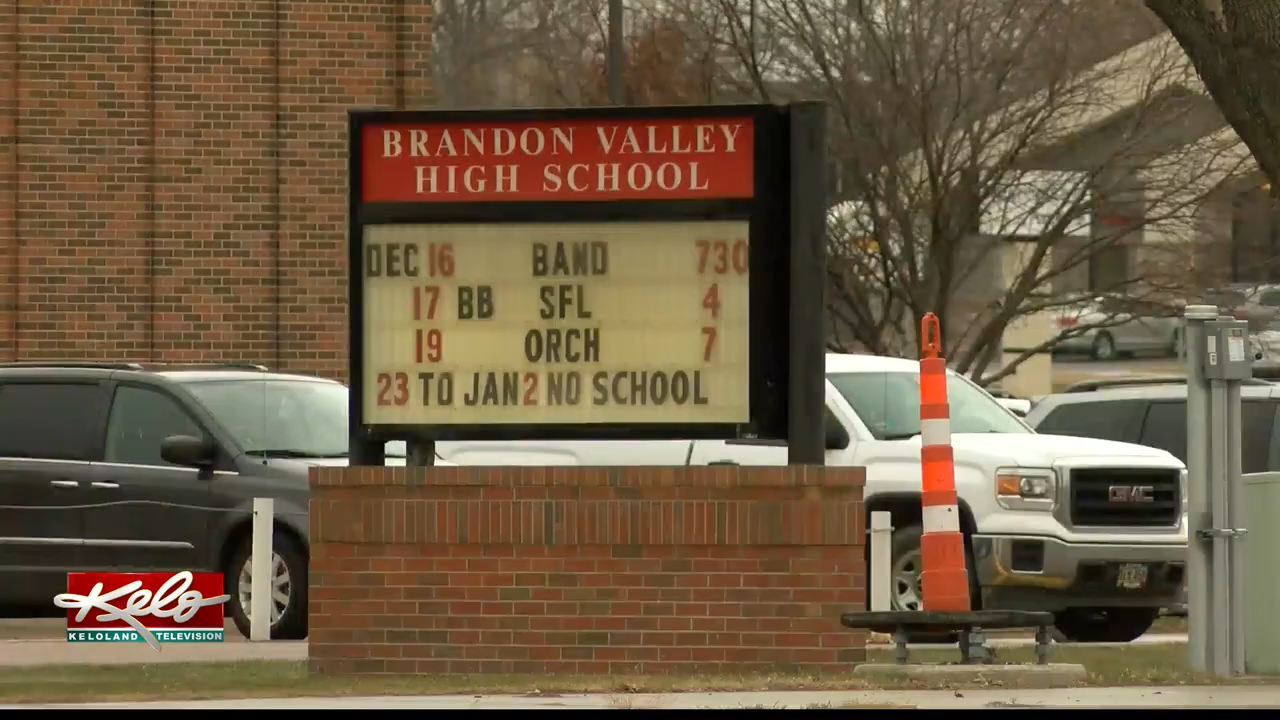 BRANDON VALLEY
HIGH SCHOOL
DEC 16 BAND 730
17 BB SFL 4
19 ORCH 7
23 TO JAN 2 NO SCHOOL
GMC
Kelo
KELOLAND TELEVISION